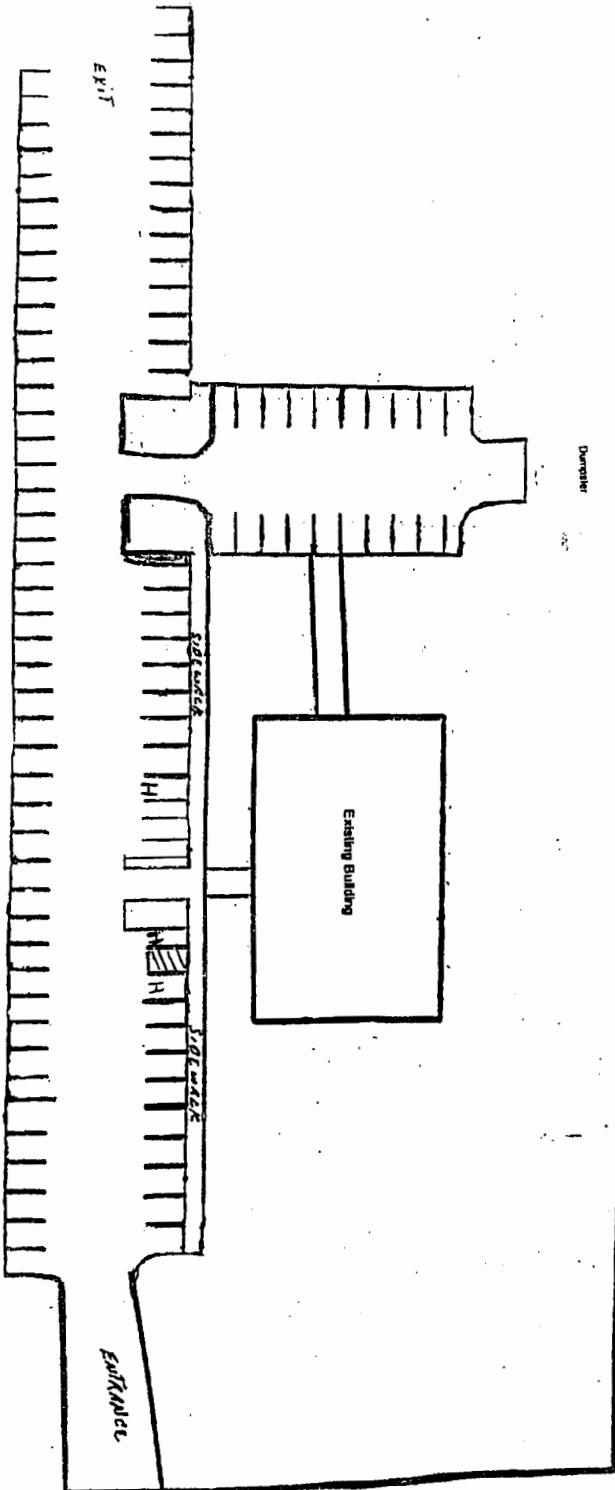 EXIT
Dumpster
SIDEWALK
H
Existing Building
H
H
SIDEWALK
ENTRANCE